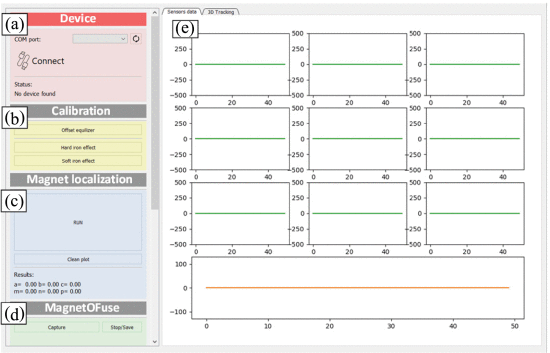 (a)
Device
COM port:
Connect
Status:
No device found
Calibration
(b)
Offset equilizer
Hard iron effect
Soft iron effect
Magnet localization
(c)
RUN
Clean plot
Results:
a= 0.00 b= 0.00 c= 0.00
m= 0.00 n= 0.00 p= 0.00
MagnetOFuse
(d)
Capture Stop/Save
Sensors data 3D Tracking
(e)
500 500 500
250 250 250
0 0 0
−250 −250 −250
−500 −500 −500
0 20 40 0 20 40 0 20 40
500 500 500
250 250 250
0 0 0
−250 −250 −250
−500 −500 −500
0 20 40 0 20 40 0 20 40
500 500 500
250 250 250
0 0 0
−250 −250 −250
−500 −500 −500
0 20 40 0 20 40 0 20 40
100
0
−100
0 10 20 30 40 50